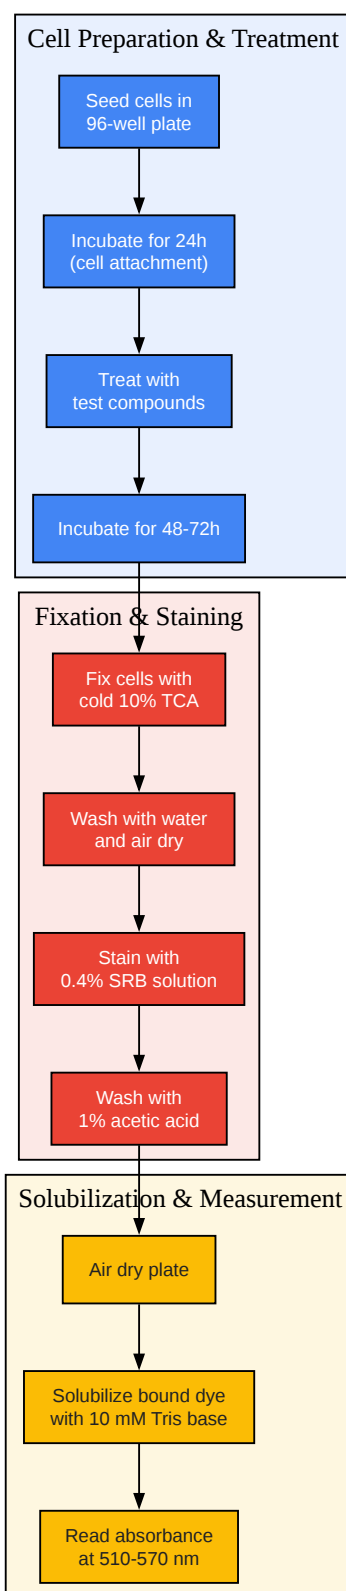 Cell Preparation & Treatment
Seed cells in
96-well plate
Incubate for 24h
(cell attachment)
Treat with
test compounds
Incubate for 48-72h
Fixation & Staining
Fix cells with
cold 10% TCA
Wash with water
and air dry
Stain with
0.4% SRB solution
Wash with
1% acetic acid
Solubilization & Measurement
Air dry plate
Solubilize bound dye
with 10 mM Tris base
Read absorbance
at 510-570 nm